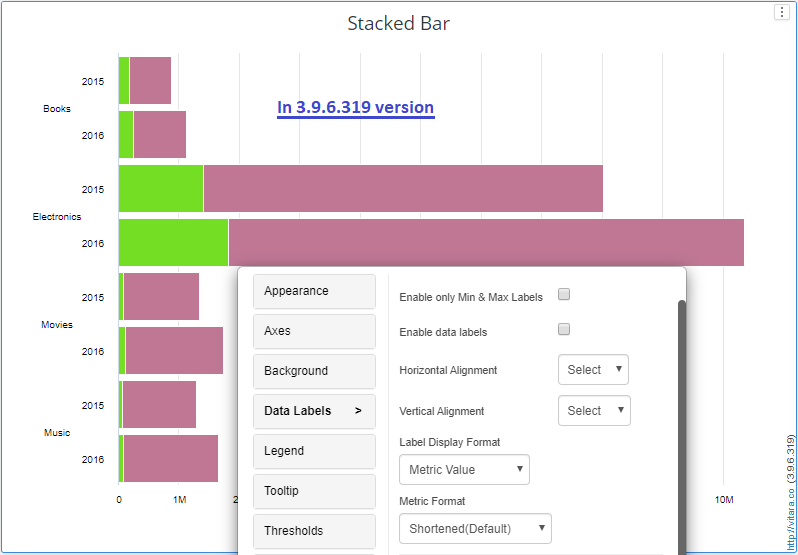 Stacked Bar
In 3.9.6.319 version
2015
Books
2016
2015
Electronics
2016
2015
Movies
2016
2015
Music
2016
0 1M 2 10M
Appearance
Axes
Background
Data Labels >
Legend
Tooltip
Thresholds
Enable only Min & Max Labels
Enable data labels
Horizontal Alignment Select
Vertical Alignment Select
Label Display Format
Metric Value
Metric Format
Shortened(Default)
http://vitara.co (3.9.6.319)